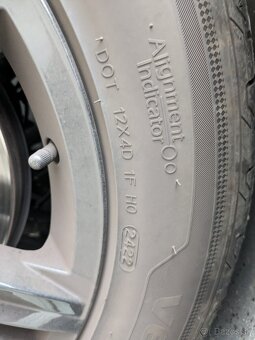 Alignment
Indicator
DOT 12X4D 1F H0 2422